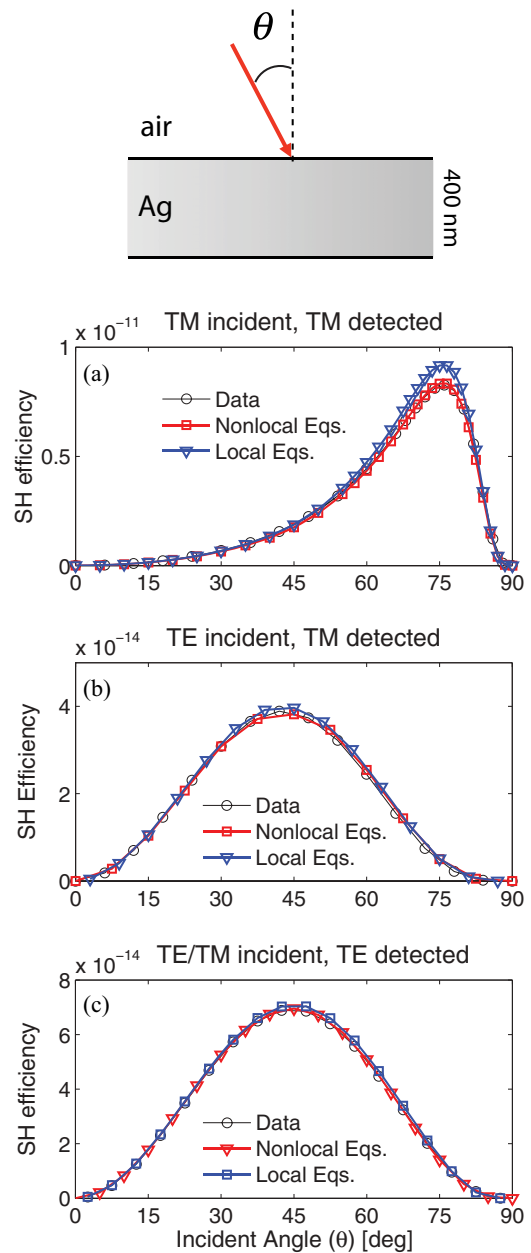 θ
air
Ag
400 nm
x 10⁻¹¹
TM incident, TM detected
(a)
1
0.5
0
SH efficiency
Data
Nonlocal Eqs.
Local Eqs.
0 15 30 45 60 75 90
x 10⁻¹⁴
TE incident, TM detected
(b)
4
2
0
SH Efficiency
Data
Nonlocal Eqs.
Local Eqs.
0 15 30 45 60 75 90
x 10⁻¹⁴
TE/TM incident, TE detected
(c)
8
6
4
2
0
SH efficiency
Data
Nonlocal Eqs.
Local Eqs.
0 15 30 45 60 75 90
Incident Angle (θ) [deg]